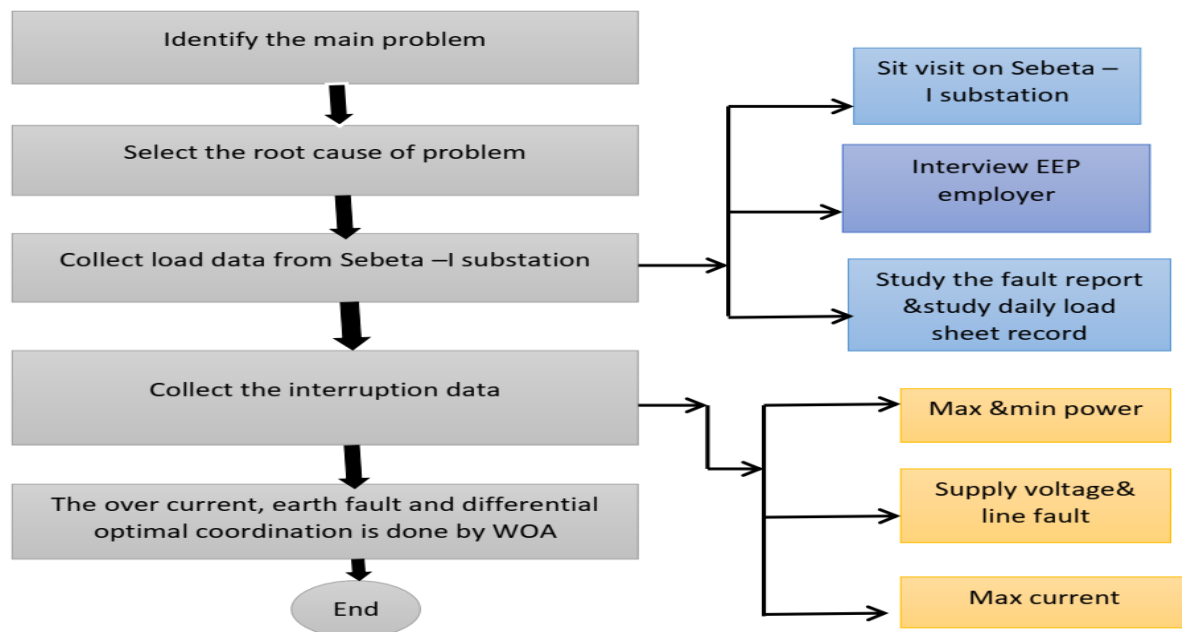 Identify the main problem
Select the root cause of problem
Collect load data from Sebeta –I substation
Collect the interruption data
The over current, earth fault and differential
optimal coordination is done by WOA
End
Sit visit on Sebeta –
I substation
Interview EEP
employer
Study the fault report
&study daily load
sheet record
Max &min power
Supply voltage&
line fault
Max current